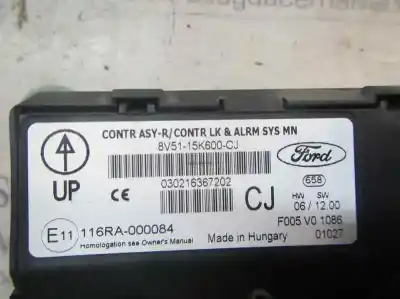 CONTR ASY-R/CONTR LK & ALRM SYS MN
8V51-15K600-CJ
Ford
030216367202
658
UP
CE
CJ
HW SW
06 / 12.00
E11 116RA-000084
F005 V0 1086
Homologation see Owner's Manual
Made in Hungary
01027